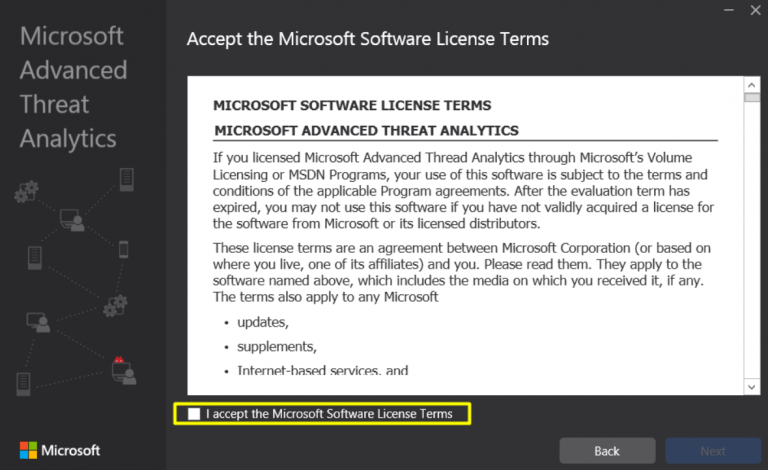 Microsoft
Advanced
Threat
Analytics
Accept the Microsoft Software License Terms
MICROSOFT SOFTWARE LICENSE TERMS
MICROSOFT ADVANCED THREAT ANALYTICS
If you licensed Microsoft Advanced Thread Analytics through Microsoft's Volume
Licensing or MSDN Programs, your use of this software is subject to the terms and
conditions of the applicable Program agreements. After the evaluation term has
expired, you may not use this software if you have not validly acquired a license for
the software from Microsoft or its licensed distributors.
These license terms are an agreement between Microsoft Corporation (or based on
where you live, one of its affiliates) and you. Please read them. They apply to the
software named above, which includes the media on which you received it, if any.
The terms also apply to any Microsoft
• updates,
• supplements,
• Internet-based services, and
I accept the Microsoft Software License Terms
Microsoft
Back
Next